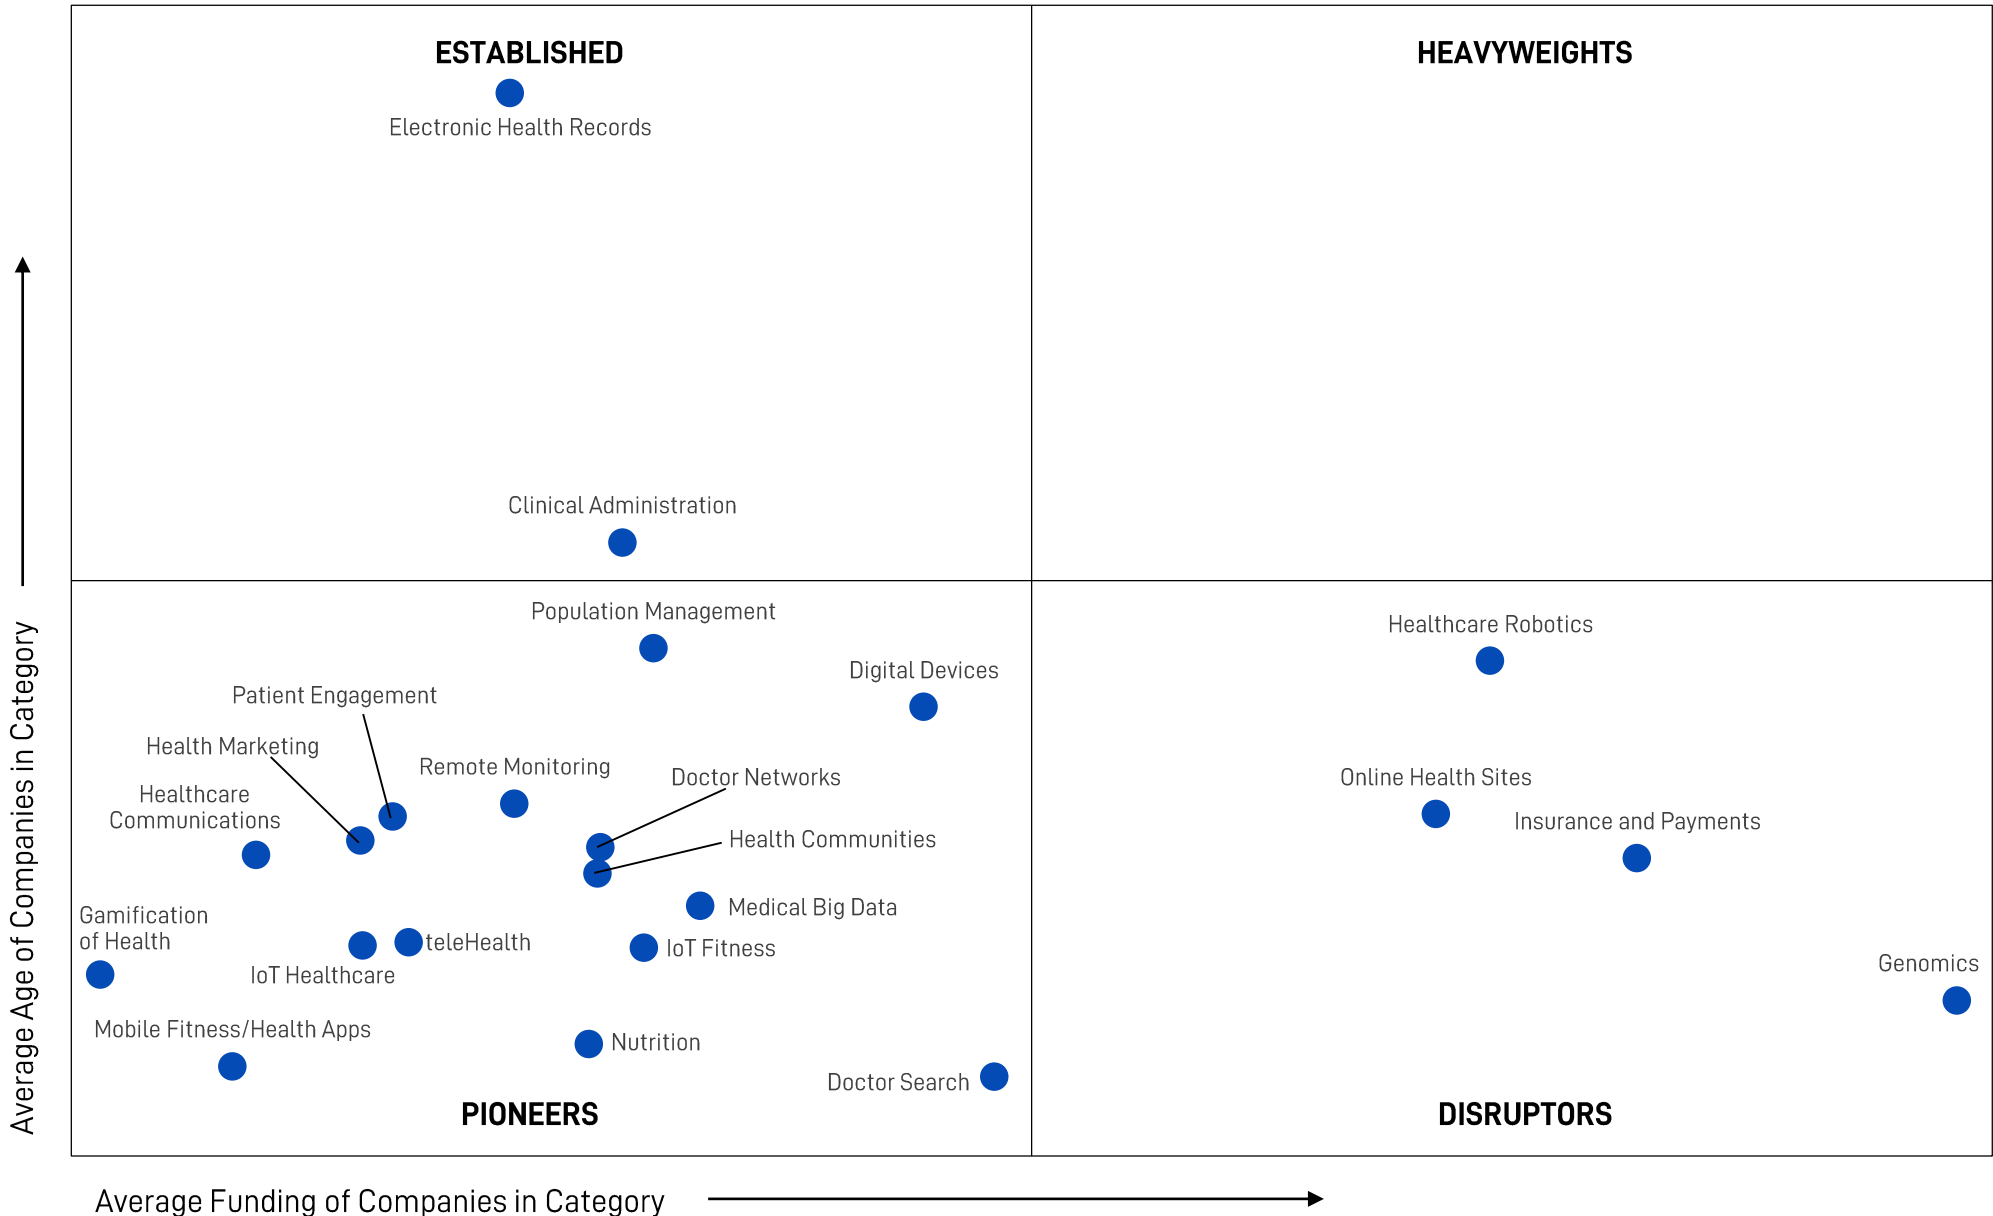 ESTABLISHED
HEAVYWEIGHTS
Electronic Health Records
Clinical Administration
Population Management
Healthcare Robotics
Digital Devices
Patient Engagement
Health Marketing
Remote Monitoring
Doctor Networks
Online Health Sites
Healthcare
Communications
Insurance and Payments
Health Communities
Medical Big Data
Gamification
of Health
teleHealth
IoT Fitness
IoT Healthcare
Genomics
Mobile Fitness/Health Apps
Nutrition
Doctor Search
PIONEERS
DISRUPTORS
Average Age of Companies in Category
Average Funding of Companies in Category